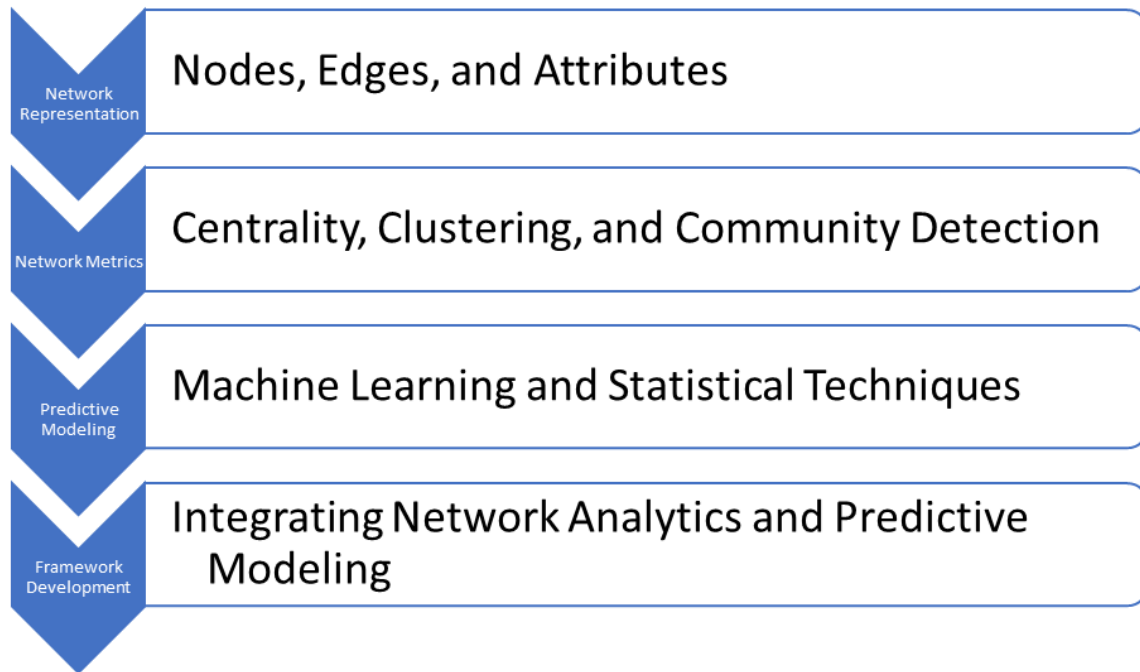 Network
Representation
Nodes, Edges, and Attributes
Network Metrics
Centrality, Clustering, and Community Detection
Predictive
Modeling
Machine Learning and Statistical Techniques
Framework
Development
Integrating Network Analytics and Predictive
Modeling